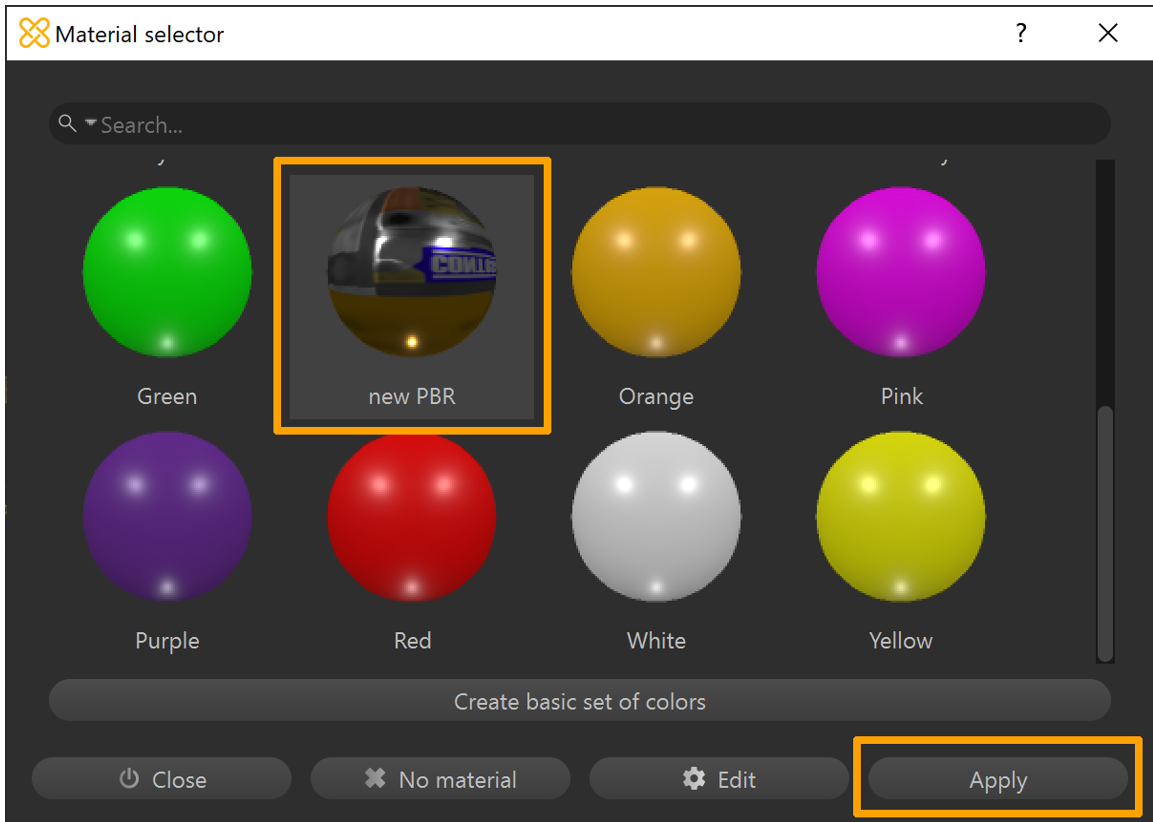 Material selector
?
Search...
Green
new PBR
Orange
Pink
Purple
Red
White
Yellow
Create basic set of colors
Close
No material
Edit
Apply